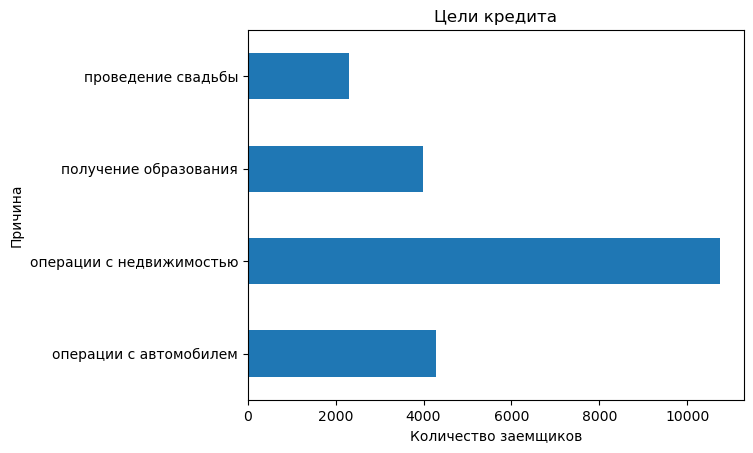 Цели кредита
Причина
проведение свадьбы
получение образования
операции с недвижимостью
операции с автомобилем
0 2000 4000 6000 8000 10000
Количество заемщиков